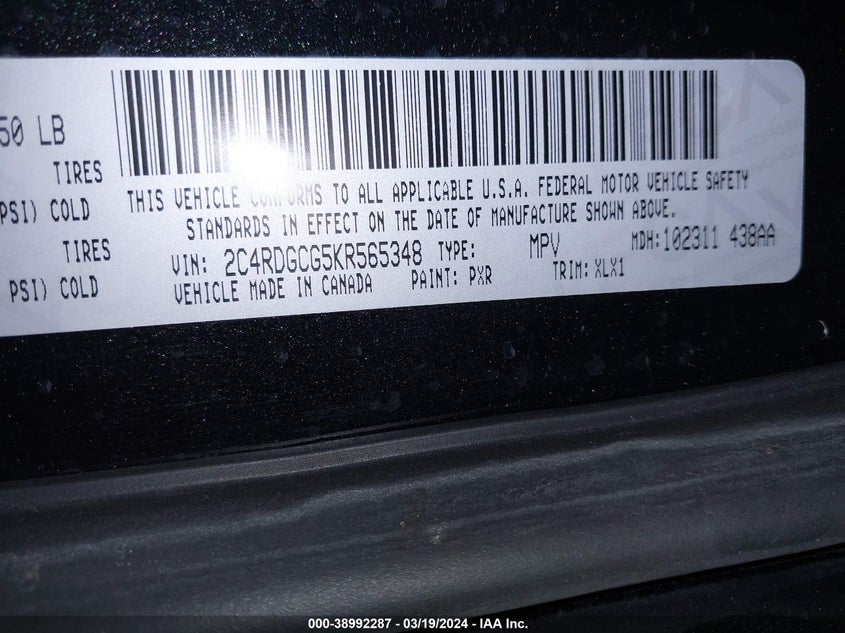 50 LB
TIRES
PSI) COLD
TIRES
PSI) COLD
THIS VEHICLE CONFORMS TO ALL APPLICABLE U.S.A. FEDERAL MOTOR VEHICLE SAFETY
STANDARDS IN EFFECT ON THE DATE OF MANUFACTURE SHOWN ABOVE.
VIN: 2C4RDGCG5KR565348 TYPE: MPV MDH: 102311 438AA
VEHICLE MADE IN CANADA PAINT: PXR TRIM: XLX1
000-38992287 - 03/19/2024 - IAA Inc.